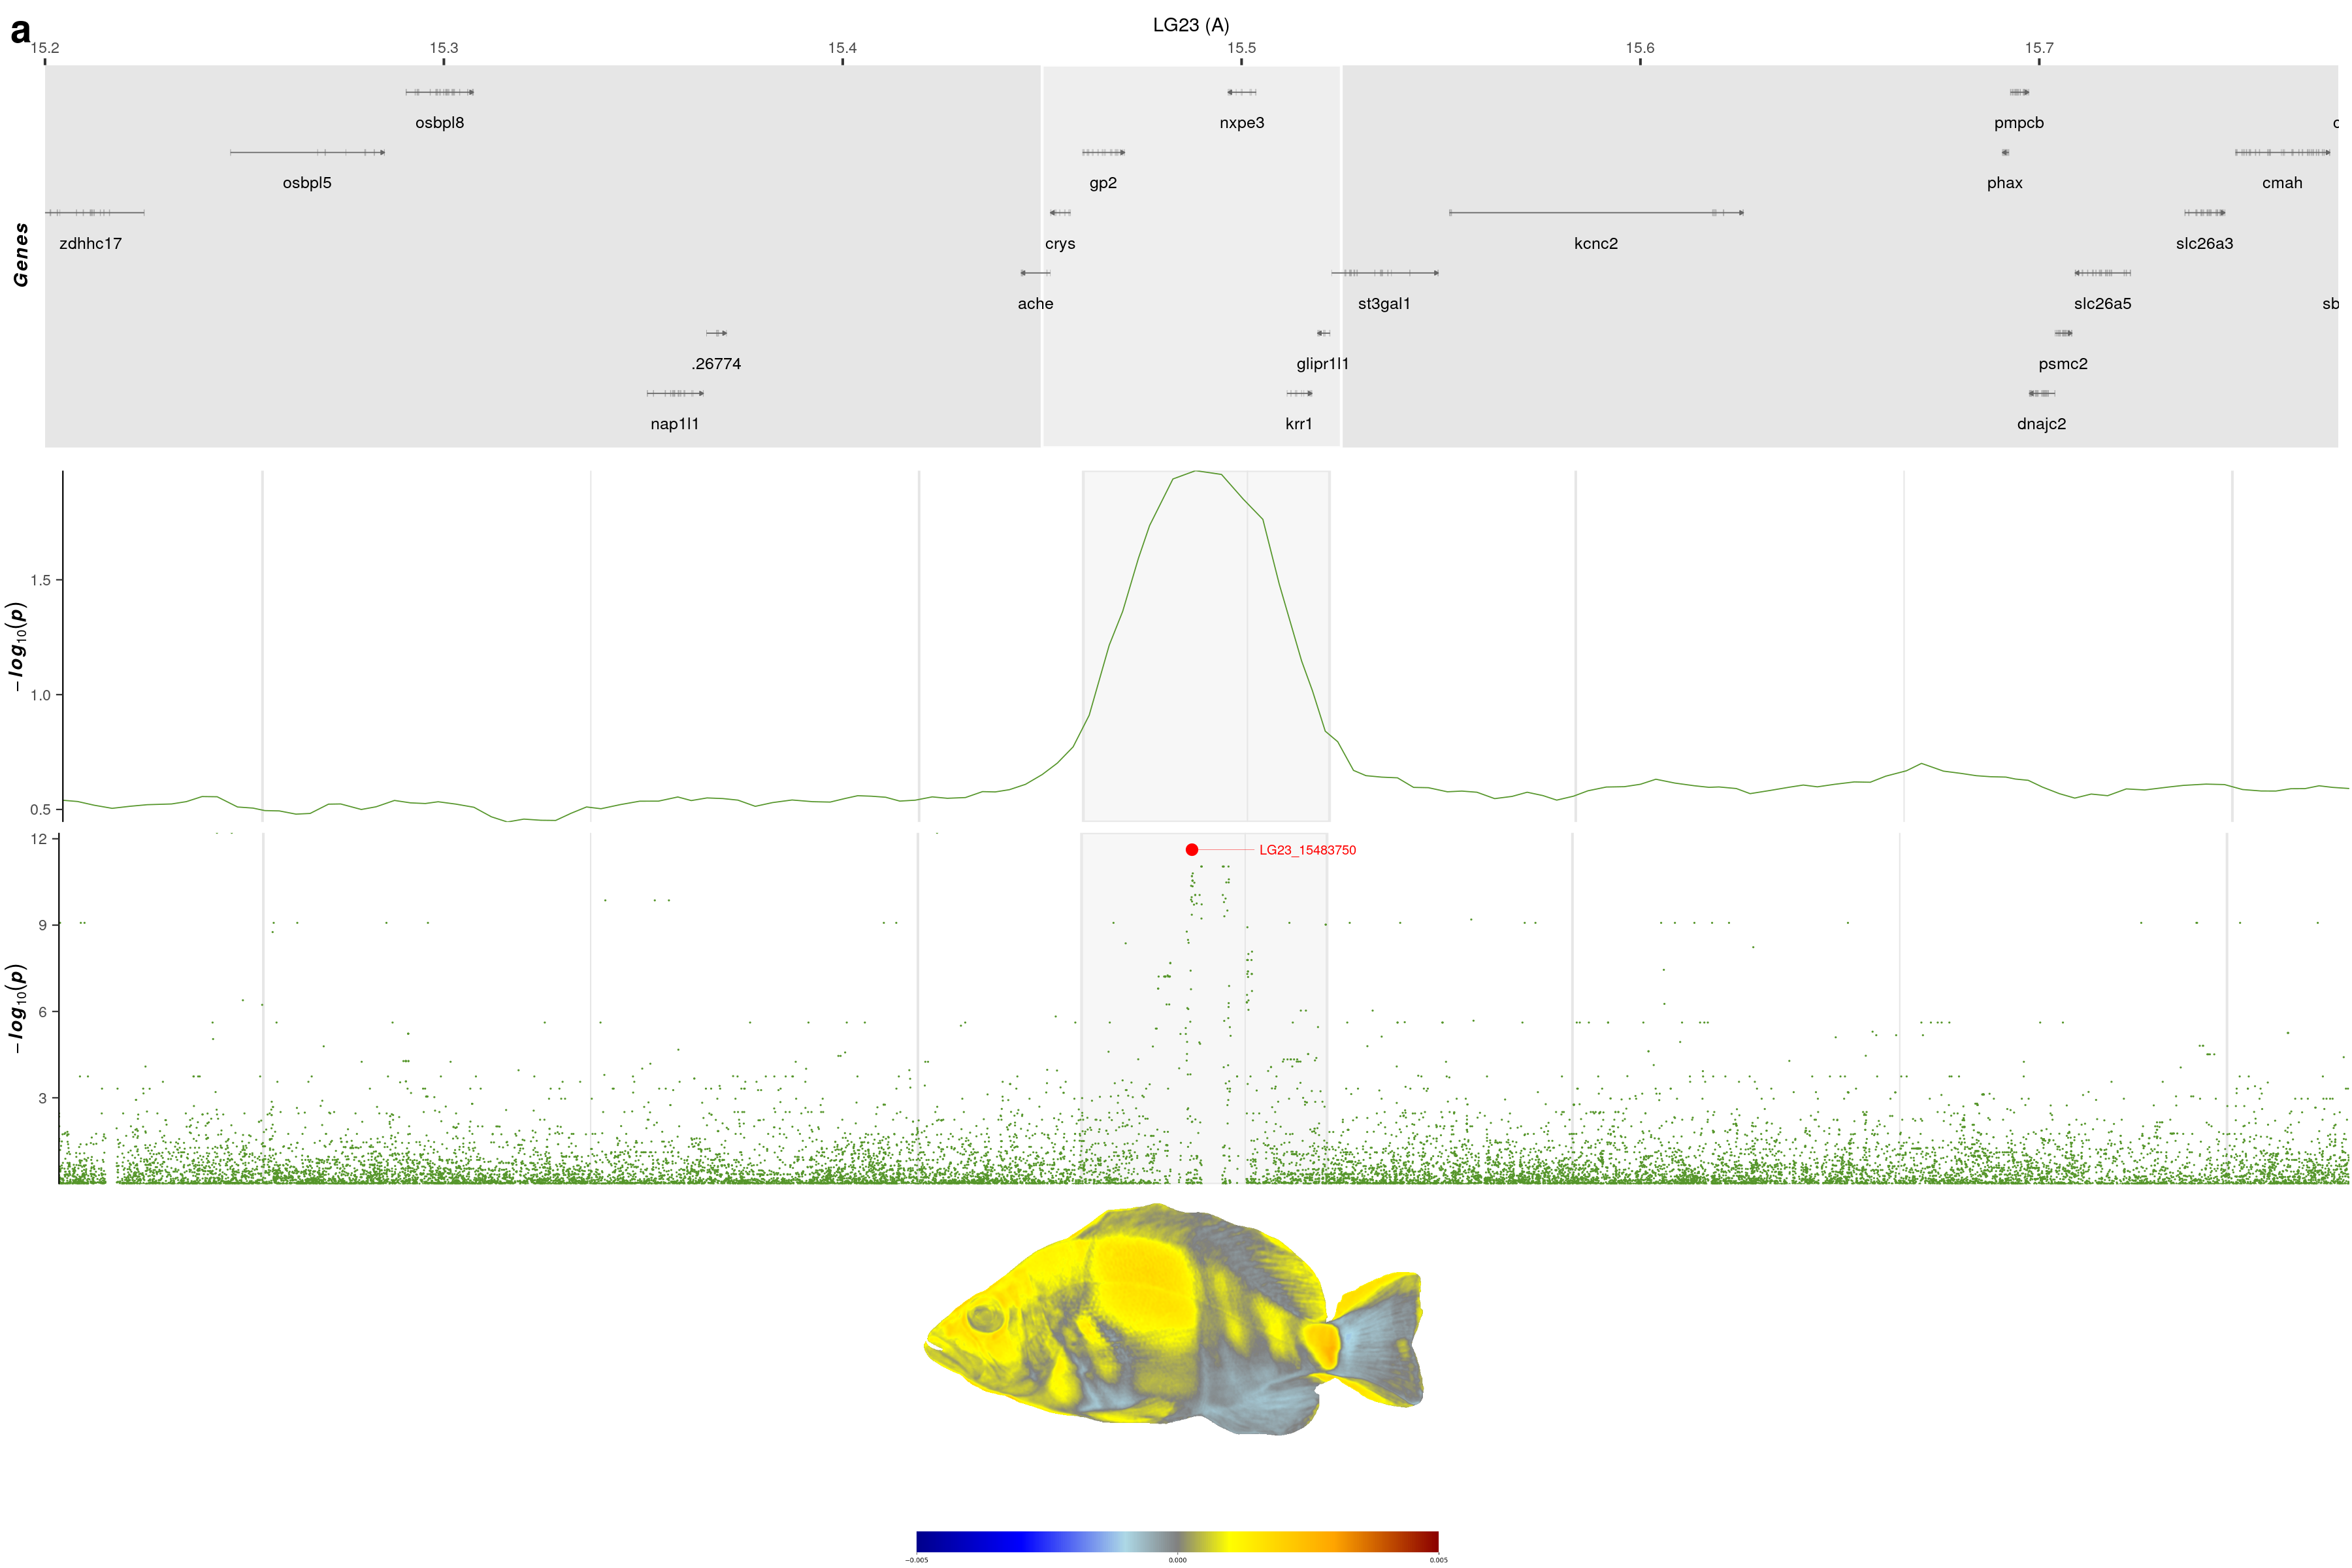 a
LG23 (A)
15.2 15.3 15.4 15.5 15.6 15.7
Genes
osbpl8 nxpe3 pmpcb c
osbpl5 gp2 phax cmah
zdhhc17 crys kcnc2 slc26a3
ache st3gal1 slc26a5 sb
.26774 glipr1l1 psmc2
nap1l1 krr1 dnajc2
−log10(p)
1.5
1.0
0.5
−log10(p)
12
9
6
3
LG23_15483750
−0.005 0.000 0.005